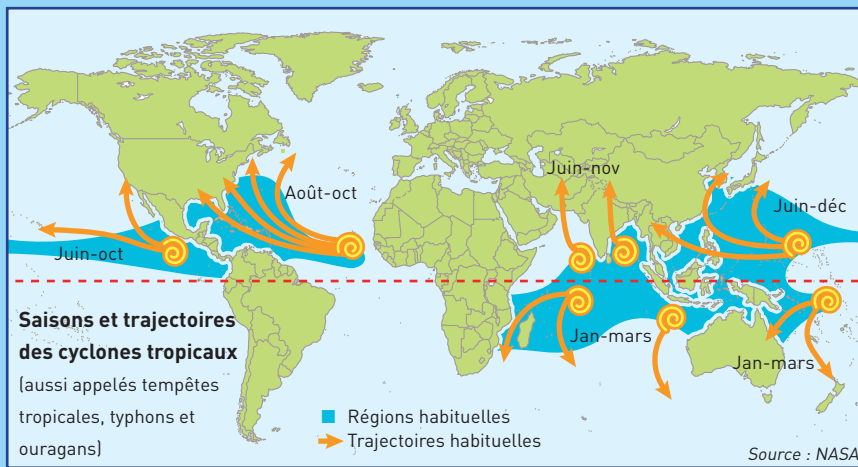 Juin-nov
Août-oct
Juin-déc
Juin-oct
Saisons et trajectoires
des cyclones tropicaux
(aussi appelés tempêtes
tropicales, typhons et
ouragans)
Jan-mars
Jan-mars
Régions habituelles
Trajectoires habituelles
Source : NASA